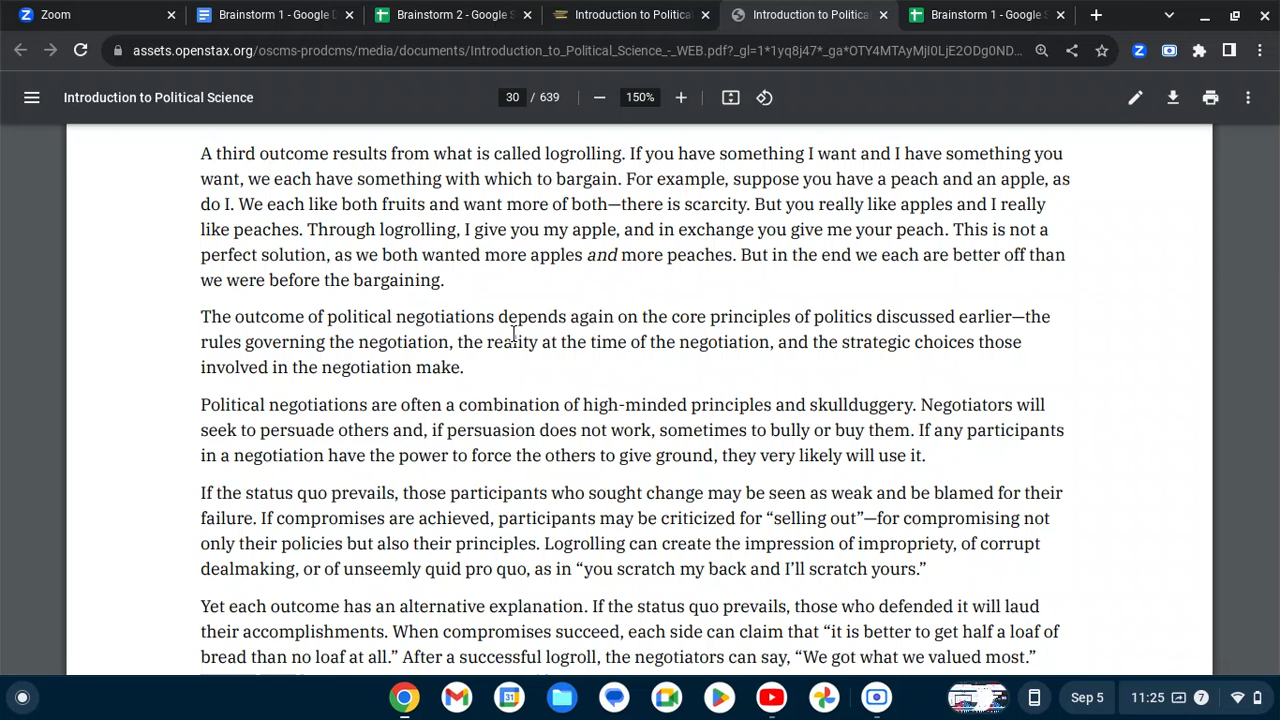 Zoom
Brainstorm 1 - Google D
Brainstorm 2 - Google S
Introduction to Politica
Introduction to Politica
Brainstorm 1 - Google S
assets.openstax.org/oscms-prodcms/media/documents/Introduction_to_Political_Science_-_WEB.pdf?_gl=1*1yq8j47*_ga*OTY4MTAyMjI0LjE2ODg0ND...
Introduction to Political Science
30 / 639
150%
A third outcome results from what is called logrolling. If you have something I want and I have something you
want, we each have something with which to bargain. For example, suppose you have a peach and an apple, as
do I. We each like both fruits and want more of both—there is scarcity. But you really like apples and I really
like peaches. Through logrolling, I give you my apple, and in exchange you give me your peach. This is not a
perfect solution, as we both wanted more apples and more peaches. But in the end we each are better off than
we were before the bargaining.
The outcome of political negotiations depends again on the core principles of politics discussed earlier—the
rules governing the negotiation, the reality at the time of the negotiation, and the strategic choices those
involved in the negotiation make.
Political negotiations are often a combination of high-minded principles and skullduggery. Negotiators will
seek to persuade others and, if persuasion does not work, sometimes to bully or buy them. If any participants
in a negotiation have the power to force the others to give ground, they very likely will use it.
If the status quo prevails, those participants who sought change may be seen as weak and be blamed for their
failure. If compromises are achieved, participants may be criticized for “selling out”—for compromising not
only their policies but also their principles. Logrolling can create the impression of impropriety, of corrupt
dealmaking, or of unseemly quid pro quo, as in “you scratch my back and I’ll scratch yours.”
Yet each outcome has an alternative explanation. If the status quo prevails, those who defended it will laud
their accomplishments. When compromises succeed, each side can claim that “it is better to get half a loaf of
bread than no loaf at all.” After a successful logroll, the negotiators can say, “We got what we valued most.”
Sep 5
11:25
7